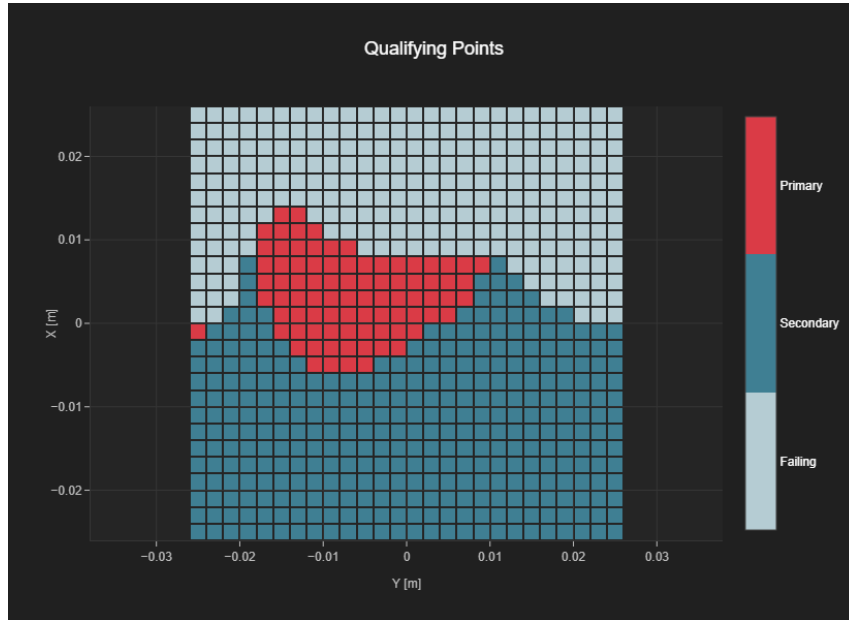 Qualifying Points
0.02
0.01
0
−0.01
−0.02
X [m]
−0.03
−0.02
−0.01
0
0.01
0.02
0.03
Y [m]
Primary
Secondary
Failing